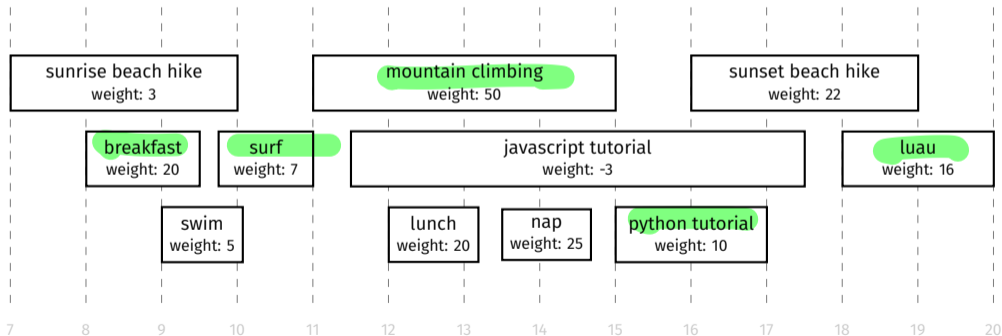 sunrise beach hike
weight: 3
mountain climbing
weight: 50
sunset beach hike
weight: 22
breakfast
weight: 20
surf
weight: 7
javascript tutorial
weight: -3
luau
weight: 16
swim
weight: 5
lunch
weight: 20
nap
weight: 25
python tutorial
weight: 10
7 8 9 10 11 12 13 14 15 16 17 18 19 20